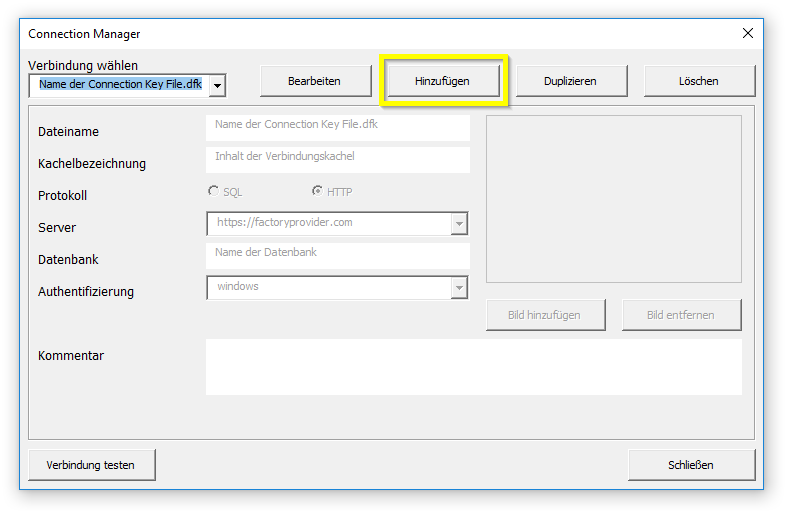 Connection Manager
Verbindung wählen
Name der Connection Key File.dfk
Bearbeiten
Hinzufügen
Duplizieren
Löschen
Dateiname
Name der Connection Key File.dfk
Kachelbezeichnung
Inhalt der Verbindungskachel
Protokoll
SQL
HTTP
Server
https://factoryprovider.com
Datenbank
Name der Datenbank
Authentifizierung
windows
Bild hinzufügen
Bild entfernen
Kommentar
Verbindung testen
Schließen